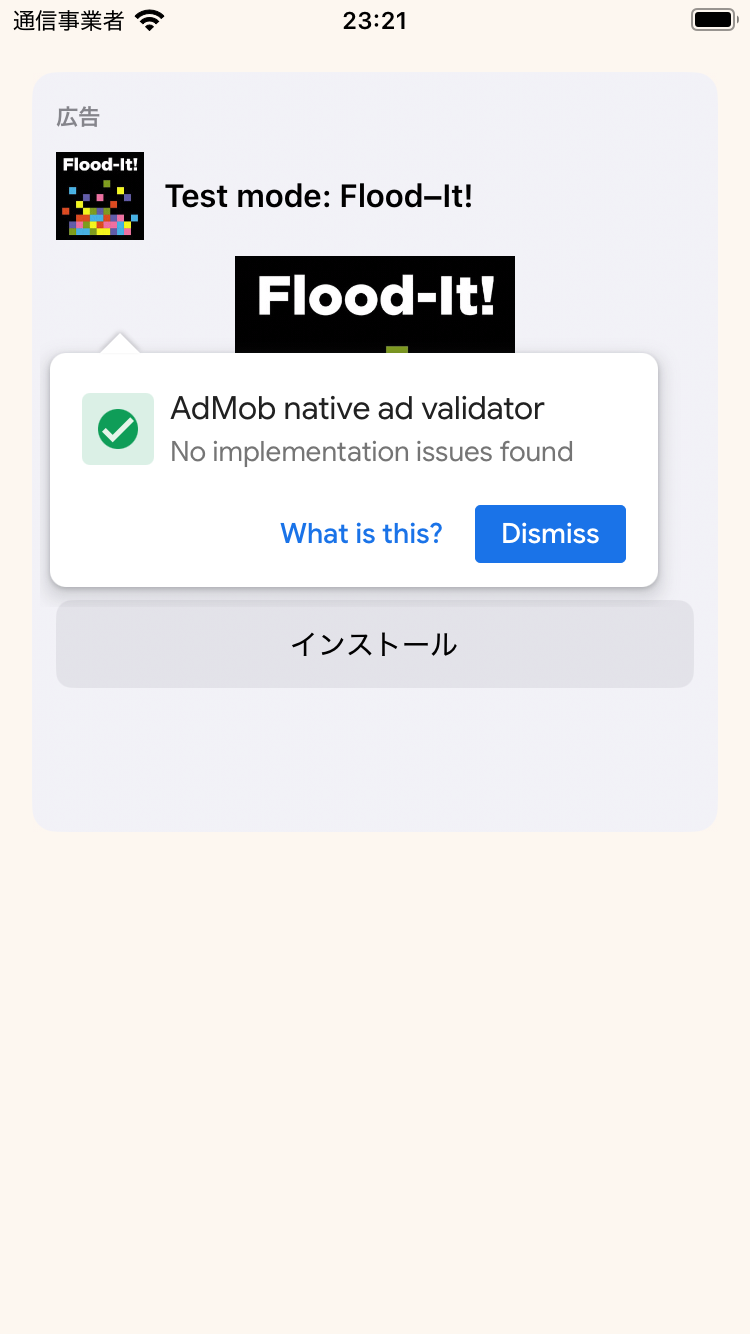 通信事業者
23:21
広告
Flood-It!
Test mode: Flood–It!
Flood-It!
AdMob native ad validator
No implementation issues found
What is this?
Dismiss
インストール